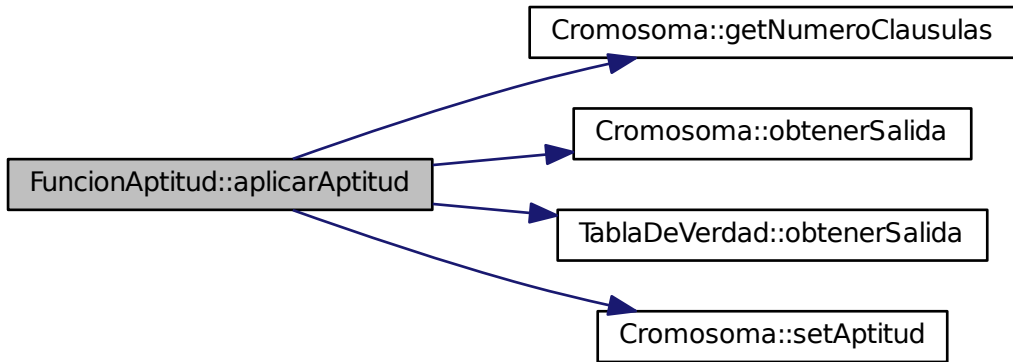 Cromosoma::getNumeroClausulas
Cromosoma::obtenerSalida
FuncionAptitud::aplicarAptitud
TablaDeVerdad::obtenerSalida
Cromosoma::setAptitud